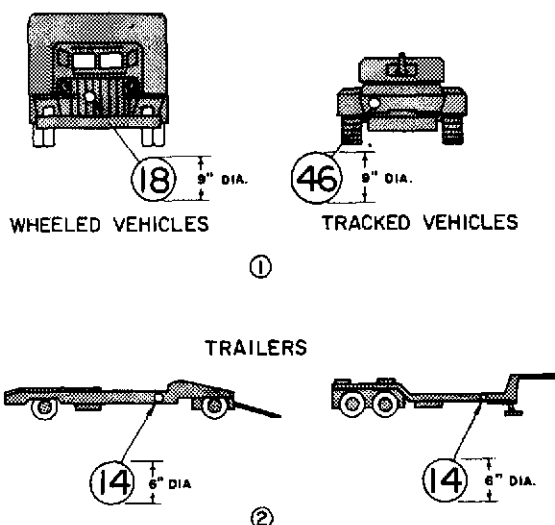 18 9" DIA. 46 9" DIA.
WHEELED VEHICLES TRACKED VEHICLES
①
TRAILERS
14 6" DIA 14 6" DIA.
②